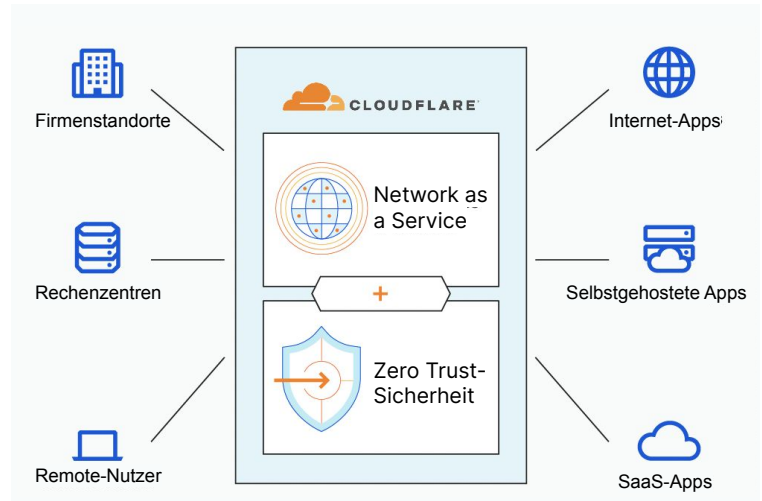 Firmenstandorte
Rechenzentren
Remote-Nutzer
CLOUDFLARE
Network as
a Service
+
Zero Trust-
Sicherheit
Internet-Apps
Selbstgehostete Apps
SaaS-Apps